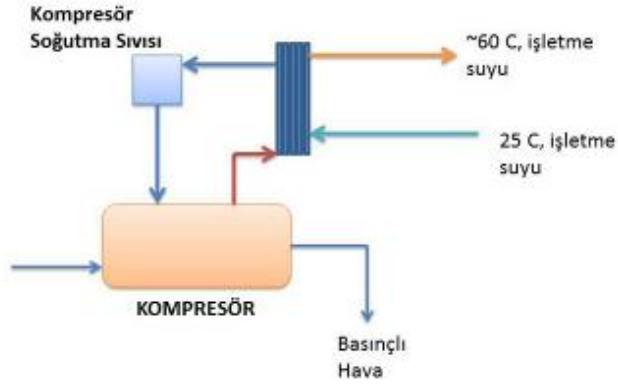 Kompresör
Soğutma Sıvısı
~60 C, işletme
suyu
25 C, işletme
suyu
KOMPRESÖR
Basınçlı
Hava